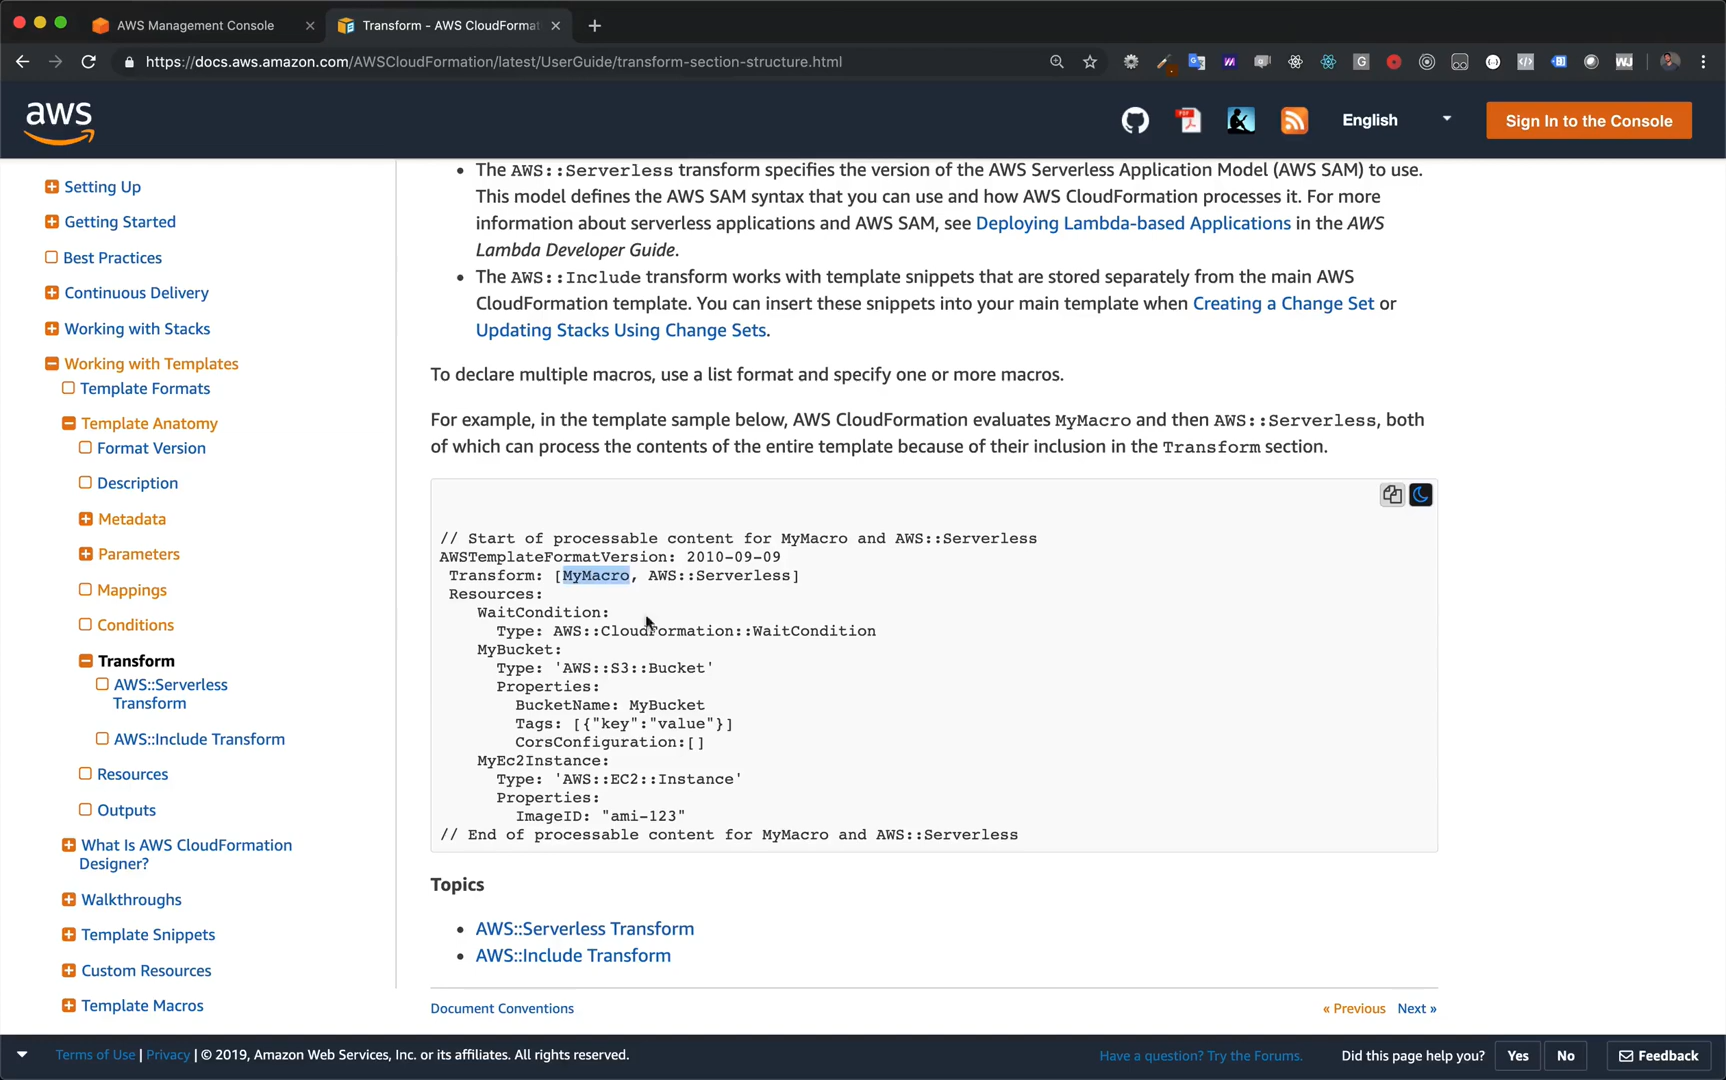 AWS Management Console
Transform - AWS CloudFormat
https://docs.aws.amazon.com/AWSCloudFormation/latest/UserGuide/transform-section-structure.html
aws
English
Sign In to the Console
Setting Up
Getting Started
Best Practices
Continuous Delivery
Working with Stacks
Working with Templates
Template Formats
Template Anatomy
Format Version
Description
Metadata
Parameters
Mappings
Conditions
Transform
AWS::Serverless
Transform
AWS::Include Transform
Resources
Outputs
What Is AWS CloudFormation
Designer?
Walkthroughs
Template Snippets
Custom Resources
Template Macros
The AWS::Serverless transform specifies the version of the AWS Serverless Application Model (AWS SAM) to use.
This model defines the AWS SAM syntax that you can use and how AWS CloudFormation processes it. For more
information about serverless applications and AWS SAM, see Deploying Lambda-based Applications in the AWS
Lambda Developer Guide.
The AWS::Include transform works with template snippets that are stored separately from the main AWS
CloudFormation template. You can insert these snippets into your main template when Creating a Change Set or
Updating Stacks Using Change Sets.
To declare multiple macros, use a list format and specify one or more macros.
For example, in the template sample below, AWS CloudFormation evaluates MyMacro and then AWS::Serverless, both
of which can process the contents of the entire template because of their inclusion in the Transform section.
// Start of processable content for MyMacro and AWS::Serverless
AWSTemplateFormatVersion: 2010-09-09
Transform: [MyMacro, AWS::Serverless]
Resources:
WaitCondition:
Type: AWS::CloudFormation::WaitCondition
MyBucket:
Type: 'AWS::S3::Bucket'
Properties:
BucketName: MyBucket
Tags: [{"key":"value"}]
CorsConfiguration:[]
MyEc2Instance:
Type: 'AWS::EC2::Instance'
Properties:
ImageID: "ami-123"
// End of processable content for MyMacro and AWS::Serverless
Topics
AWS::Serverless Transform
AWS::Include Transform
Document Conventions
« Previous Next »
Terms of Use | Privacy | © 2019, Amazon Web Services, Inc. or its affiliates. All rights reserved.
Have a question? Try the Forums.
Did this page help you?
Yes
No
Feedback